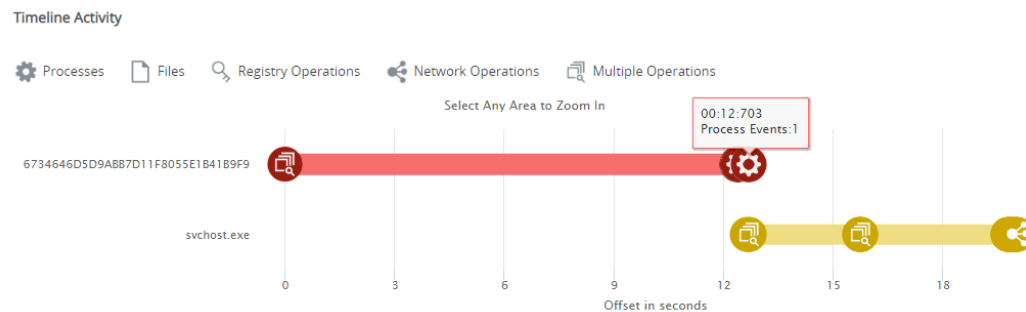 Timeline Activity
Processes Files Registry Operations Network Operations Multiple Operations
Select Any Area to Zoom In
00:12:703
Process Events:1
6734646D5D9ABB7D11F8055E1B41B9F9
svchost.exe
0 3 6 9 12 15 18
Offset in seconds